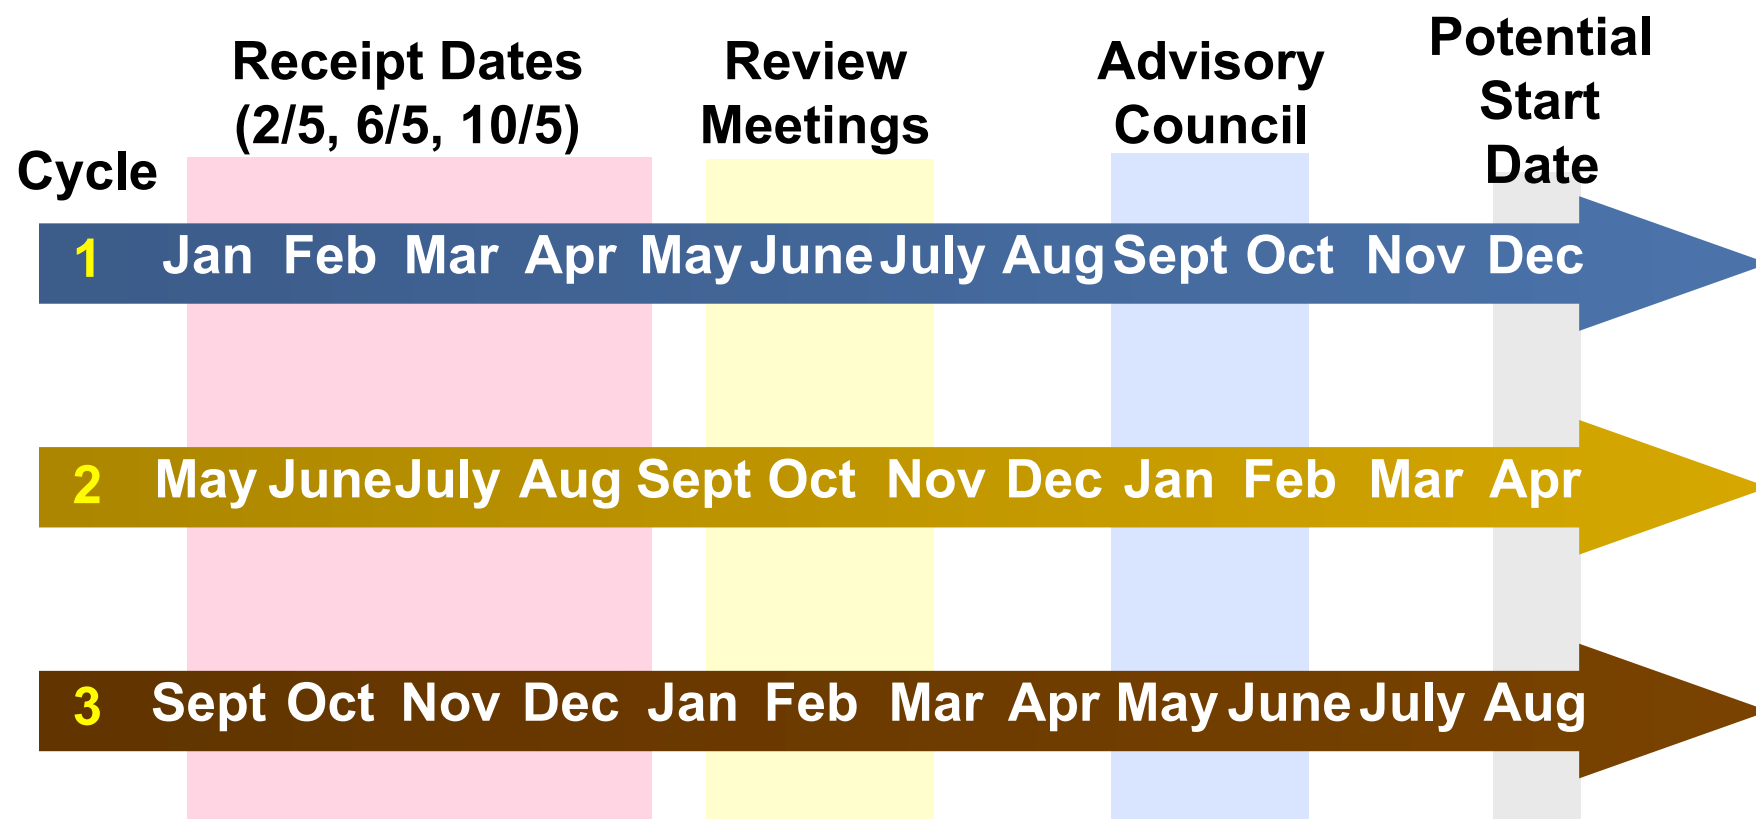 Cycle
Receipt Dates
(2/5, 6/5, 10/5)
Review
Meetings
Advisory
Council
Potential
Start
Date
1 Jan Feb Mar Apr May June July Aug Sept Oct Nov Dec
2 May June July Aug Sept Oct Nov Dec Jan Feb Mar Apr
3 Sept Oct Nov Dec Jan Feb Mar Apr May June July Aug